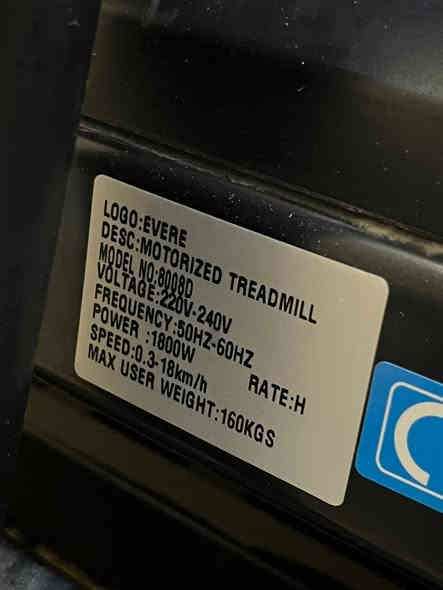 LOGO:EVERE
DESC:MOTORIZED TREADMILL
MODEL NO:8008D
VOLTAGE:220V-240V
FREQUENCY:50HZ-60HZ
POWER :1800W
SPEED:0.3-18km/h RATE:H
MAX USER WEIGHT:160KGS